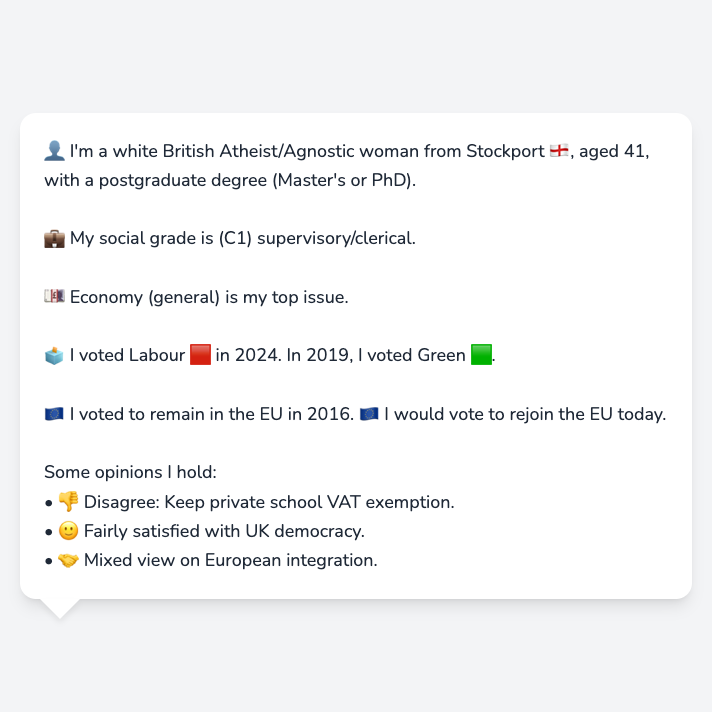 👤 I'm a white British Atheist/Agnostic woman from Stockport 🏴󠁧󠁢󠁥󠁮󠁧󠁿, aged 41,
with a postgraduate degree (Master's or PhD).
💼 My social grade is (C1) supervisory/clerical.
💷 Economy (general) is my top issue.
🗳️ I voted Labour 🟥 in 2024. In 2019, I voted Green 🟩.
🇪🇺 I voted to remain in the EU in 2016. 🇪🇺 I would vote to rejoin the EU today.
Some opinions I hold:
• 👎 Disagree: Keep private school VAT exemption.
• 🙂 Fairly satisfied with UK democracy.
• 🤝 Mixed view on European integration.